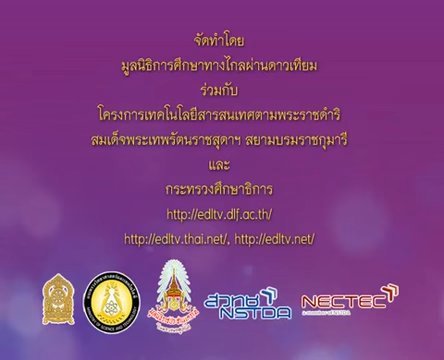 จัดทำโดย
มูลนิธิการศึกษาทางไกลผ่านดาวเทียม
ร่วมกับ
โครงการเทคโนโลยีสารสนเทศตามพระราชดำริ
สมเด็จพระเทพรัตนราชสุดาฯ สยามบรมราชกุมารี
และ
กระทรวงศึกษาธิการ
http://edltv.dlf.ac.th/
http://edltv.thai.net/, http://edltv.net/
สวทช
NSTDA
NECTEC
a member of NSTDA